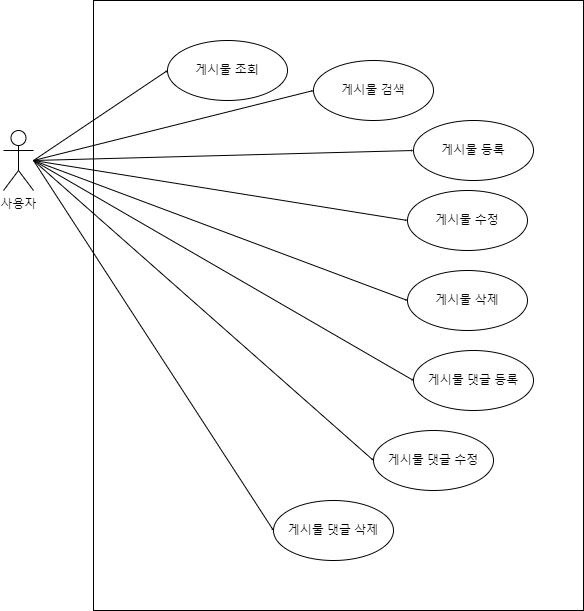 게시물 조회
게시물 검색
게시물 등록
사용자
게시물 수정
게시물 삭제
게시물 댓글 등록
게시물 댓글 수정
게시물 댓글 삭제